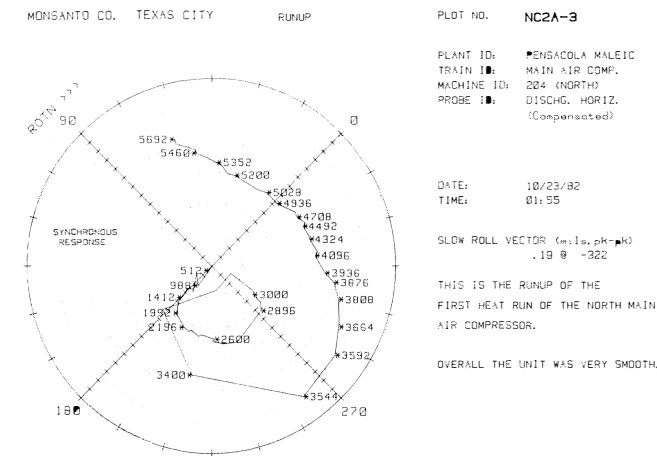 MONSANTO CO. TEXAS CITY RUNUP
PLOT NO. NC2A-3
PLANT ID: PENSACOLA MALEIC
TRAIN ID: MAIN AIR COMP.
MACHINE ID: 204 (NORTH)
PROBE ID: DISCHG. HORIZ.
(Compensated)
DATE: 10/23/82
TIME: 01:55
SLOW ROLL VECTOR (mils,pk-pk)
.19 @ -322
THIS IS THE RUNUP OF THE
FIRST HEAT RUN OF THE NORTH MAIN
AIR COMPRESSOR.
OVERALL THE UNIT WAS VERY SMOOTH.
ROTN >>>
90
0
5692
5460
5352
5200
5028
4936
4708
4492
4324
4096
3936
3876
3808
3664
3592
3544
3400
SYNCHRONOUS
RESPONSE
512
988
1412
1992
2196
2600
2896
3000
180
270